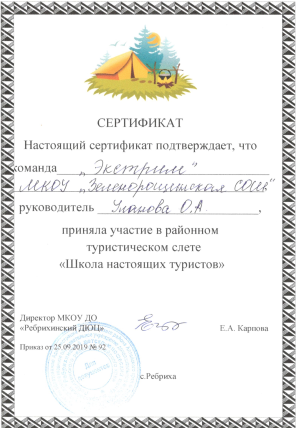 СЕРТИФИКАТ
Настоящий сертификат подтверждает, что
команда „Экстрим“
МКОУ „Зеленорощинская СОШ“
руководитель Уланова О.А.,
приняла участие в районном
туристическом слете
«Школа настоящих туристов»
Директор МКОУ ДО
«Ребрихинский ДЮЦ» Е.А. Карпова
Приказ от 25.09.2019 № 92
с.Ребриха